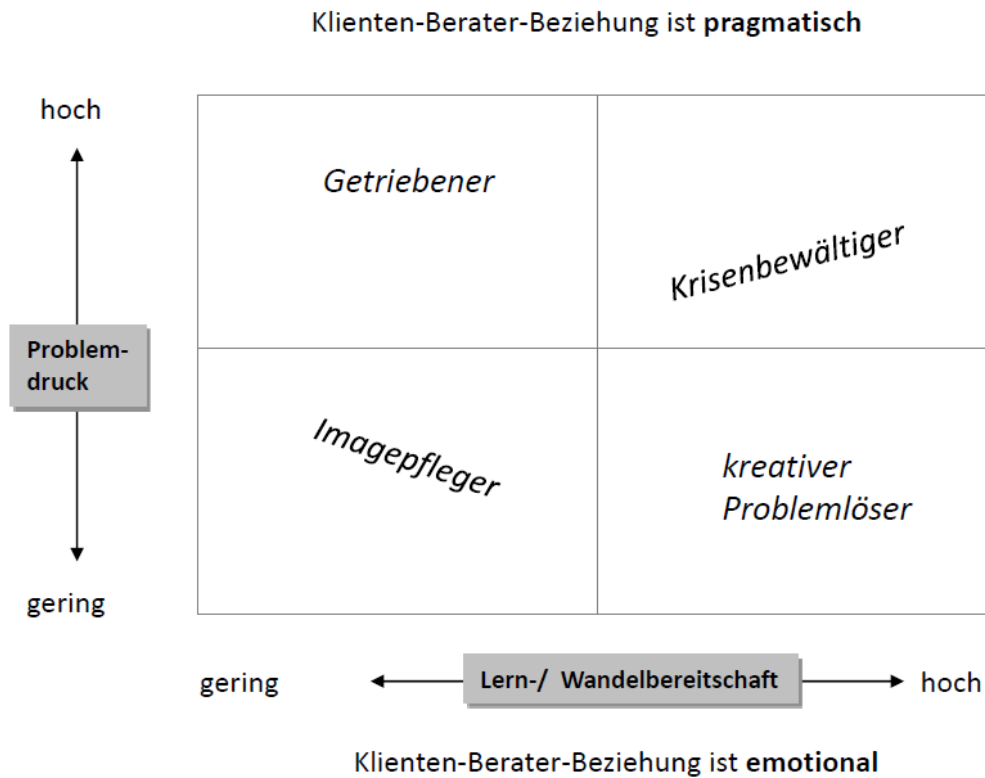 Klienten-Berater-Beziehung ist pragmatisch
hoch
Getriebener
Krisenbewältiger
Problem-
druck
Imagepfleger
kreativer
Problemlöser
gering
gering
Lern-/ Wandelbereitschaft
hoch
Klienten-Berater-Beziehung ist emotional